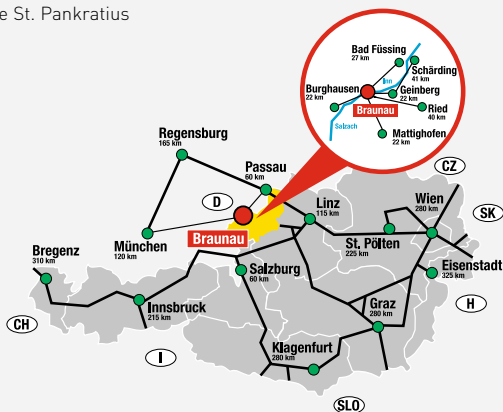 e St. Pankratius
Bad Füssing
27 km
Schärding
41 km
Inn
Burghausen
22 km
Geinberg
22 km
Braunau
Ried
40 km
Salzach
Mattighofen
22 km
Regensburg
165 km
Passau
60 km
CZ
D
Linz
115 km
Wien
280 km
SK
München
120 km
Braunau
St. Pölten
225 km
Bregenz
310 km
Salzburg
60 km
Eisenstadt
325 km
Innsbruck
215 km
Graz
280 km
H
CH
I
Klagenfurt
280 km
SLO